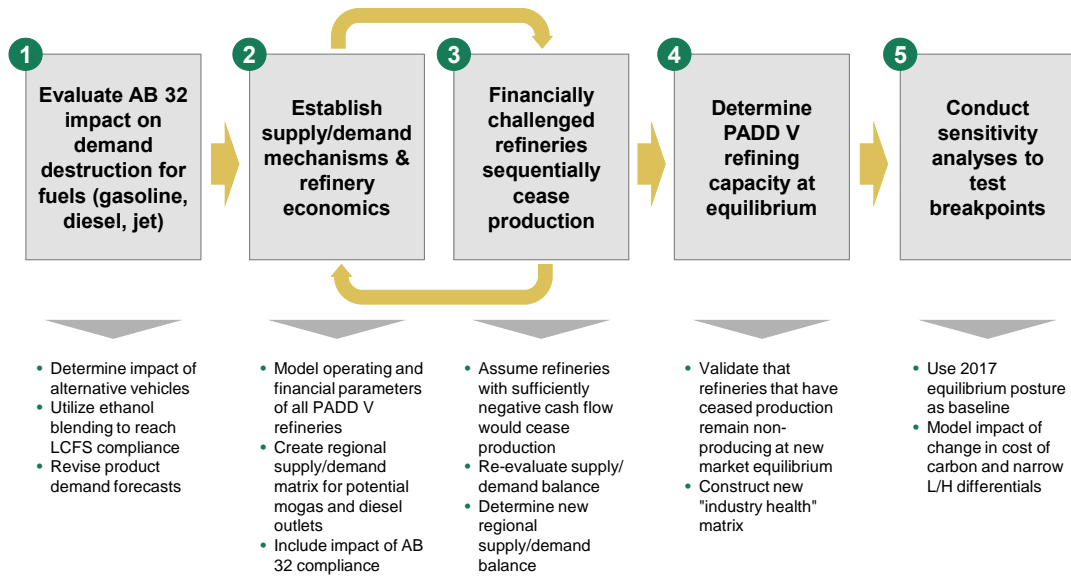 1
Evaluate AB 32
impact on
demand
destruction for
fuels (gasoline,
diesel, jet)
2
Establish
supply/demand
mechanisms &
refinery
economics
3
Financially
challenged
refineries
sequentially
cease
production
4
Determine
PADD V
refining
capacity at
equilibrium
5
Conduct
sensitivity
analyses to
test
breakpoints
• Determine impact of
alternative vehicles
• Utilize ethanol
blending to reach
LCFS compliance
• Revise product
demand forecasts
• Model operating and
financial parameters
of all PADD V
refineries
• Create regional
supply/demand
matrix for potential
mogas and diesel
outlets
• Include impact of AB
32 compliance
• Assume refineries
with sufficiently
negative cash flow
would cease
production
• Re-evaluate supply/
demand balance
• Determine new
regional
supply/demand
balance
• Validate that
refineries that have
ceased production
remain non-
producing at new
market equilibrium
• Construct new
"industry health"
matrix
• Use 2017
equilibrium posture
as baseline
• Model impact of
change in cost of
carbon and narrow
L/H differentials